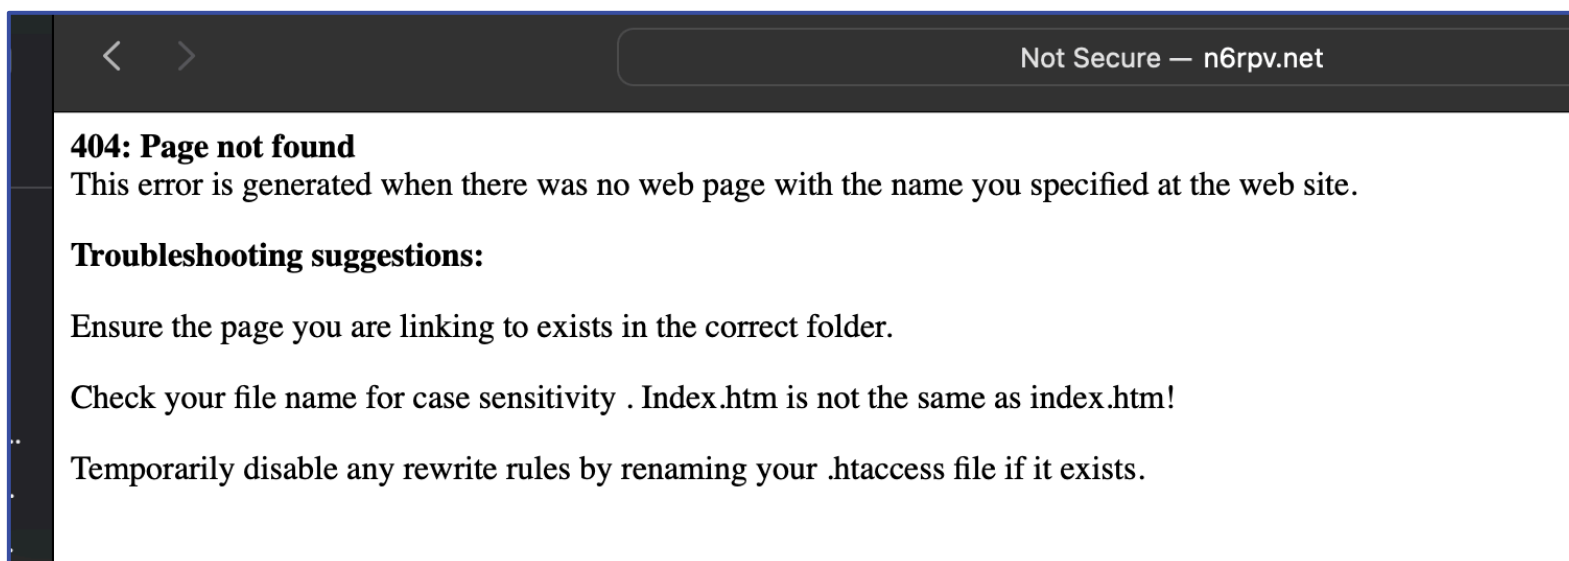 Not Secure — n6rpv.net
404: Page not found
This error is generated when there was no web page with the name you specified at the web site.
Troubleshooting suggestions:
Ensure the page you are linking to exists in the correct folder.
Check your file name for case sensitivity . Index.htm is not the same as index.htm!
Temporarily disable any rewrite rules by renaming your .htaccess file if it exists.